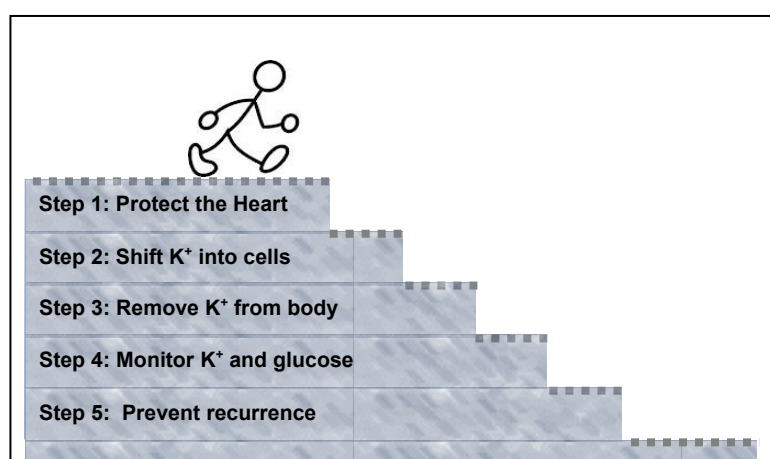 Step 1: Protect the Heart
Step 2: Shift K⁺ into cells
Step 3: Remove K⁺ from body
Step 4: Monitor K⁺ and glucose
Step 5: Prevent recurrence